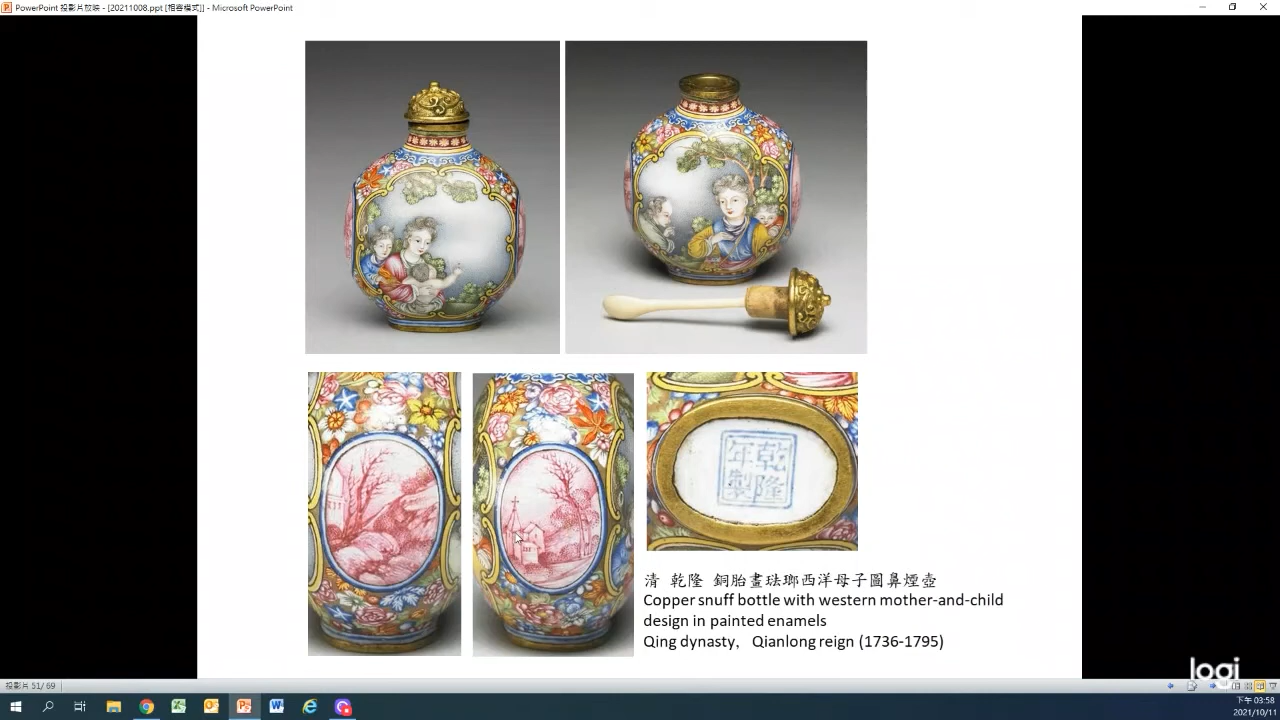 PowerPoint 投影片放映 - [20211008.ppt [相容模式]] - Microsoft PowerPoint
年 乾
製 隆
清 乾隆 銅胎畫琺瑯西洋母子圖鼻煙壺
Copper snuff bottle with western mother-and-child
design in painted enamels
Qing dynasty, Qianlong reign (1736-1795)
logi
投影片 51/ 69
下午 03:58
2021/10/11